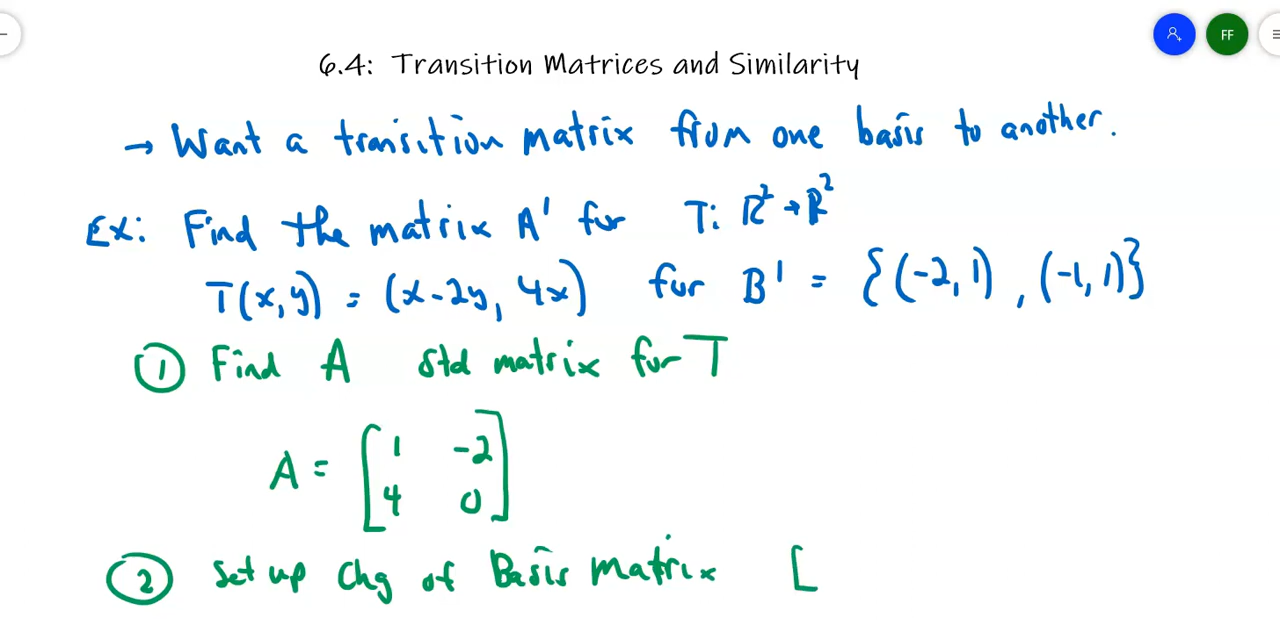 FF
6.4: Transition Matrices and Similarity
→ Want a transition matrix from one basis to another.
Ex: Find the matrix A' for T: ℝ² → ℝ²
T(x,y) = (x-2y, 4x) for B' = {(-2,1), (-1,1)}
① Find A std matrix for T
A = [1 -2
4 0]
② Set up Chg of Basis matrix [